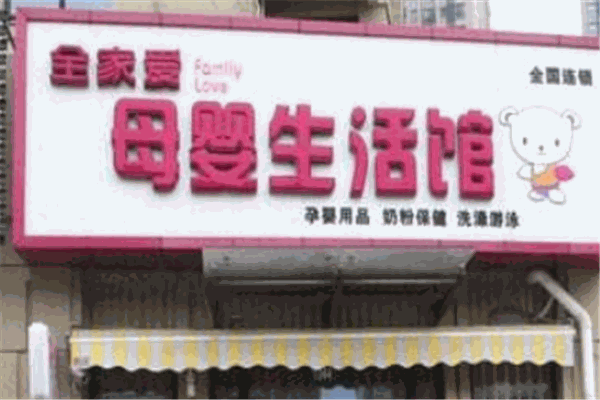 全家爱 Family
Love
全国连锁
母婴生活馆
孕婴用品 奶粉保健 洗澡游泳